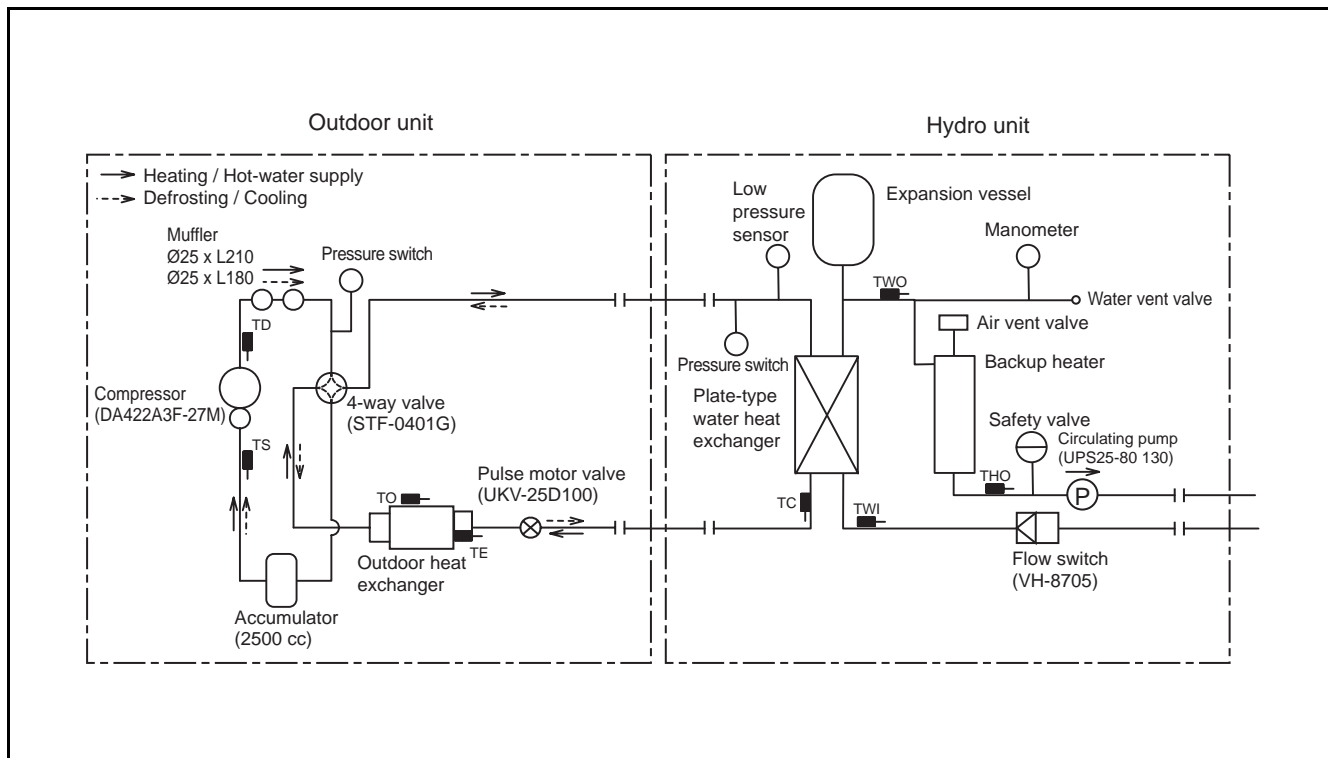 Outdoor unit
Heating / Hot-water supply
Defrosting / Cooling
Muffler
Ø25 x L210
Ø25 x L180
Pressure switch
TD
Compressor
(DA422A3F-27M)
4-way valve
(STF-0401G)
TS
TO
Pulse motor valve
(UKV-25D100)
TE
Outdoor heat
exchanger
Accumulator
(2500 cc)
Hydro unit
Low
pressure
sensor
Expansion vessel
Manometer
TWO
Water vent valve
Air vent valve
Pressure switch
Backup heater
Plate-type
water heat
exchanger
Safety valve
Circulating pump
(UPS25-80 130)
THO
P
TC
TWI
Flow switch
(VH-8705)